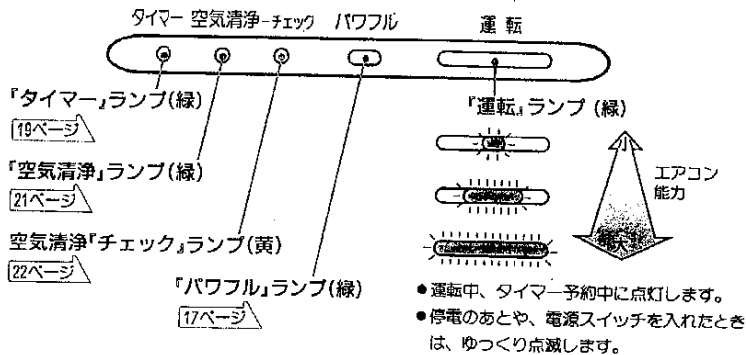 タイマー 空気清浄-チェック パワフル 運転
『タイマー』ランプ(緑)
19ページ
『空気清浄』ランプ(緑)
21ページ
空気清浄『チェック』ランプ(黄)
22ページ
『パワフル』ランプ(緑)
17ページ
『運転』ランプ(緑)
小
エアコン
能力
●運転中、タイマー予約中に点灯します。
●停電のあとや、電源スイッチを入れたとき
は、ゆっくり点滅します。